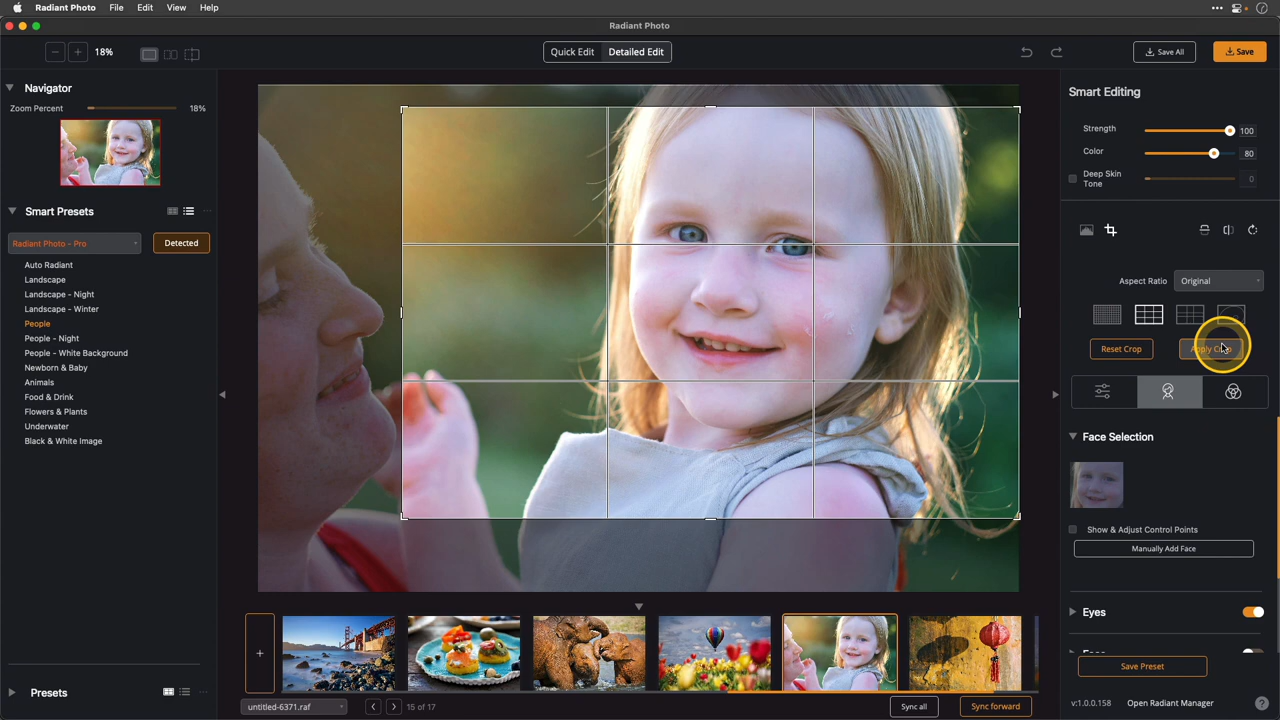 Radiant Photo File Edit View Help
Radiant Photo
18% Quick Edit Detailed Edit Save All Save
Navigator
Zoom Percent 18%
Smart Presets
Radiant Photo - Pro Detected
Auto Radiant
Landscape
Landscape - Night
Landscape - Winter
People
People - Night
People - White Background
Newborn & Baby
Animals
Food & Drink
Flowers & Plants
Underwater
Black & White Image
Presets
untitled-6371.raf 15 of 17 Sync all Sync forward
Smart Editing
Strength 100
Color 80
Deep Skin Tone 0
Aspect Ratio Original
Reset Crop Apply Crop
Face Selection
Show & Adjust Control Points
Manually Add Face
Eyes
Save Preset
v:1.0.0.158 Open Radiant Manager ?